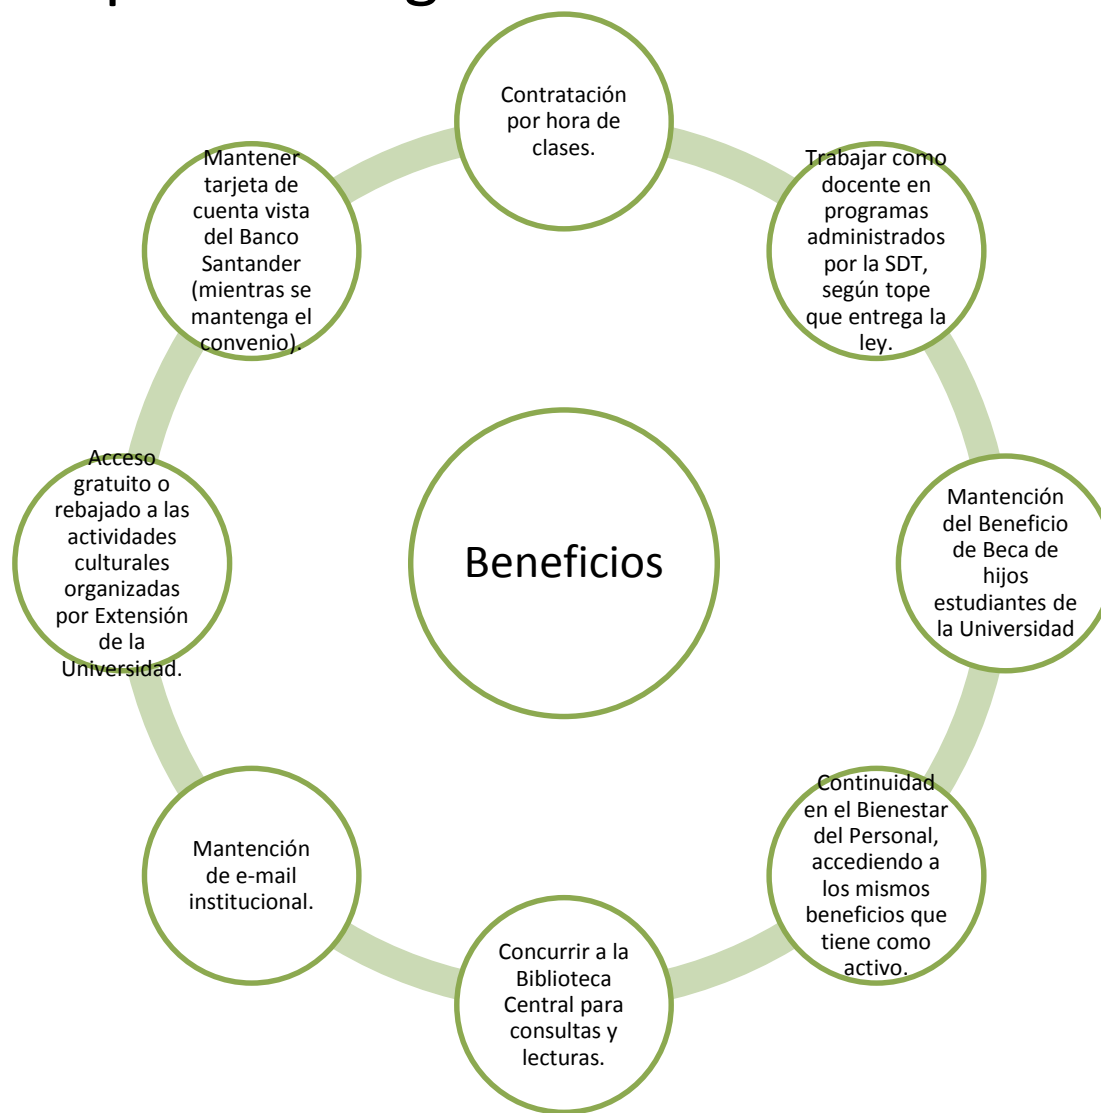 Contratación
por hora de
clases.
Trabajar como
docente en
programas
administrados
por la SDT,
según tope
que entrega la
ley.
Mantención
del Beneficio
de Beca de
hijos
estudiantes de
la Universidad
Continuidad
en el Bienestar
del Personal,
accediendo a
los mismos
beneficios que
tiene como
activo.
Concurrir a la
Biblioteca
Central para
consultas y
lecturas.
Mantención
de e-mail
institucional.
Acceso
gratuito o
rebajado a las
actividades
culturales
organizadas
por Extensión
de la
Universidad.
Mantener
tarjeta de
cuenta vista
del Banco
Santander
(mientras se
mantenga el
convenio).
Beneficios